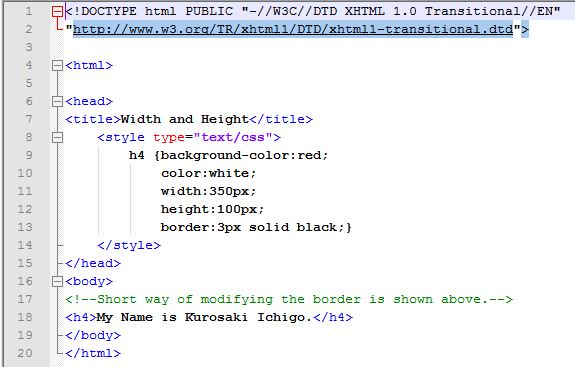 1 <!DOCTYPE html PUBLIC "-//W3C//DTD XHTML 1.0 Transitional//EN"
2 "http://www.w3.org/TR/xhtml1/DTD/xhtml1-transitional.dtd">
3
4 <html>
5
6 <head>
7 <title>Width and Height</title>
8 <style type="text/css">
9 h4 {background-color:red;
10 color:white;
11 width:350px;
12 height:100px;
13 border:3px solid black;}
14 </style>
15 </head>
16 <body>
17 <!--Short way of modifying the border is shown above.-->
18 <h4>My Name is Kurosaki Ichigo.</h4>
19 </body>
20 </html>